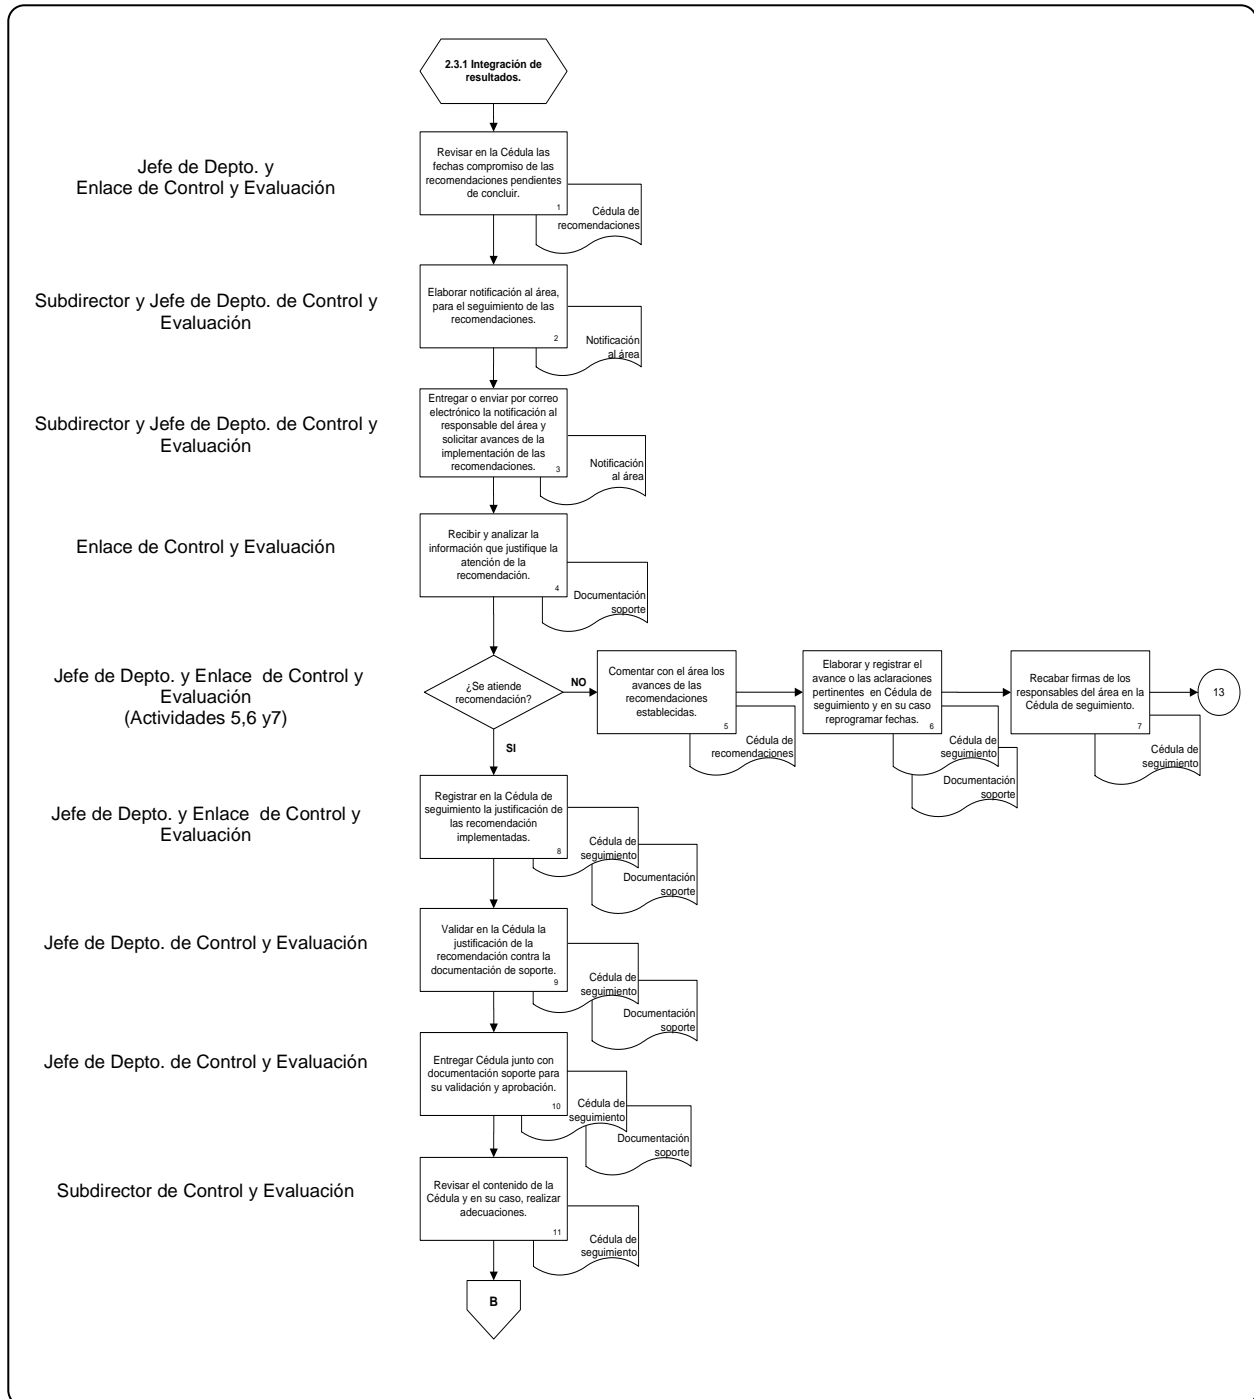 2.3.1 Integración de
resultados.
Jefe de Depto. y
Enlace de Control y Evaluación
Revisar en la Cédula las
fechas compromiso de las
recomendaciones pendientes
de concluir.
1
Cédula de
recomendaciones
Subdirector y Jefe de Depto. de Control y
Evaluación
Elaborar notificación al área,
para el seguimiento de las
recomendaciones.
2
Notificación
al área
Subdirector y Jefe de Depto. de Control y
Evaluación
Entregar o enviar por correo
electrónico la notificación al
responsable del área y
solicitar avances de la
implementación de las
recomendaciones.
3
Notificación
al área
Enlace de Control y Evaluación
Recibir y analizar la
información que justifique la
atención de la
recomendación.
4
Documentación
soporte
Jefe de Depto. y Enlace  de Control y
Evaluación
(Actividades 5,6 y7)
¿Se atiende
recomendación?
NO
Comentar con el área los
avances de las
recomendaciones
establecidas.
5
Cédula de
recomendaciones
Elaborar y registrar el
avance o las aclaraciones
pertinentes  en Cédula de
seguimiento y en su caso
reprogramar fechas.
6
Cédula de
seguimiento
Documentación
soporte
Recabar firmas de los
responsables del área en la
Cédula de seguimiento.
7
Cédula de
seguimiento
13
SI
Jefe de Depto. y Enlace  de Control y
Evaluación
Registrar en la Cédula de
seguimiento la justificación de
las recomendación
implementadas.
8
Cédula de
seguimiento
Documentación
soporte
Jefe de Depto. de Control y Evaluación
Validar en la Cédula la
justificación de la
recomendación contra la
documentación de soporte.
9
Cédula de
seguimiento
Documentación
soporte
Jefe de Depto. de Control y Evaluación
Entregar Cédula junto con
documentación soporte para
su validación y aprobación.
10
Cédula de
seguimiento
Documentación
soporte
Subdirector de Control y Evaluación
Revisar el contenido de la
Cédula y en su caso, realizar
adecuaciones.
11
Cédula de
seguimiento
B